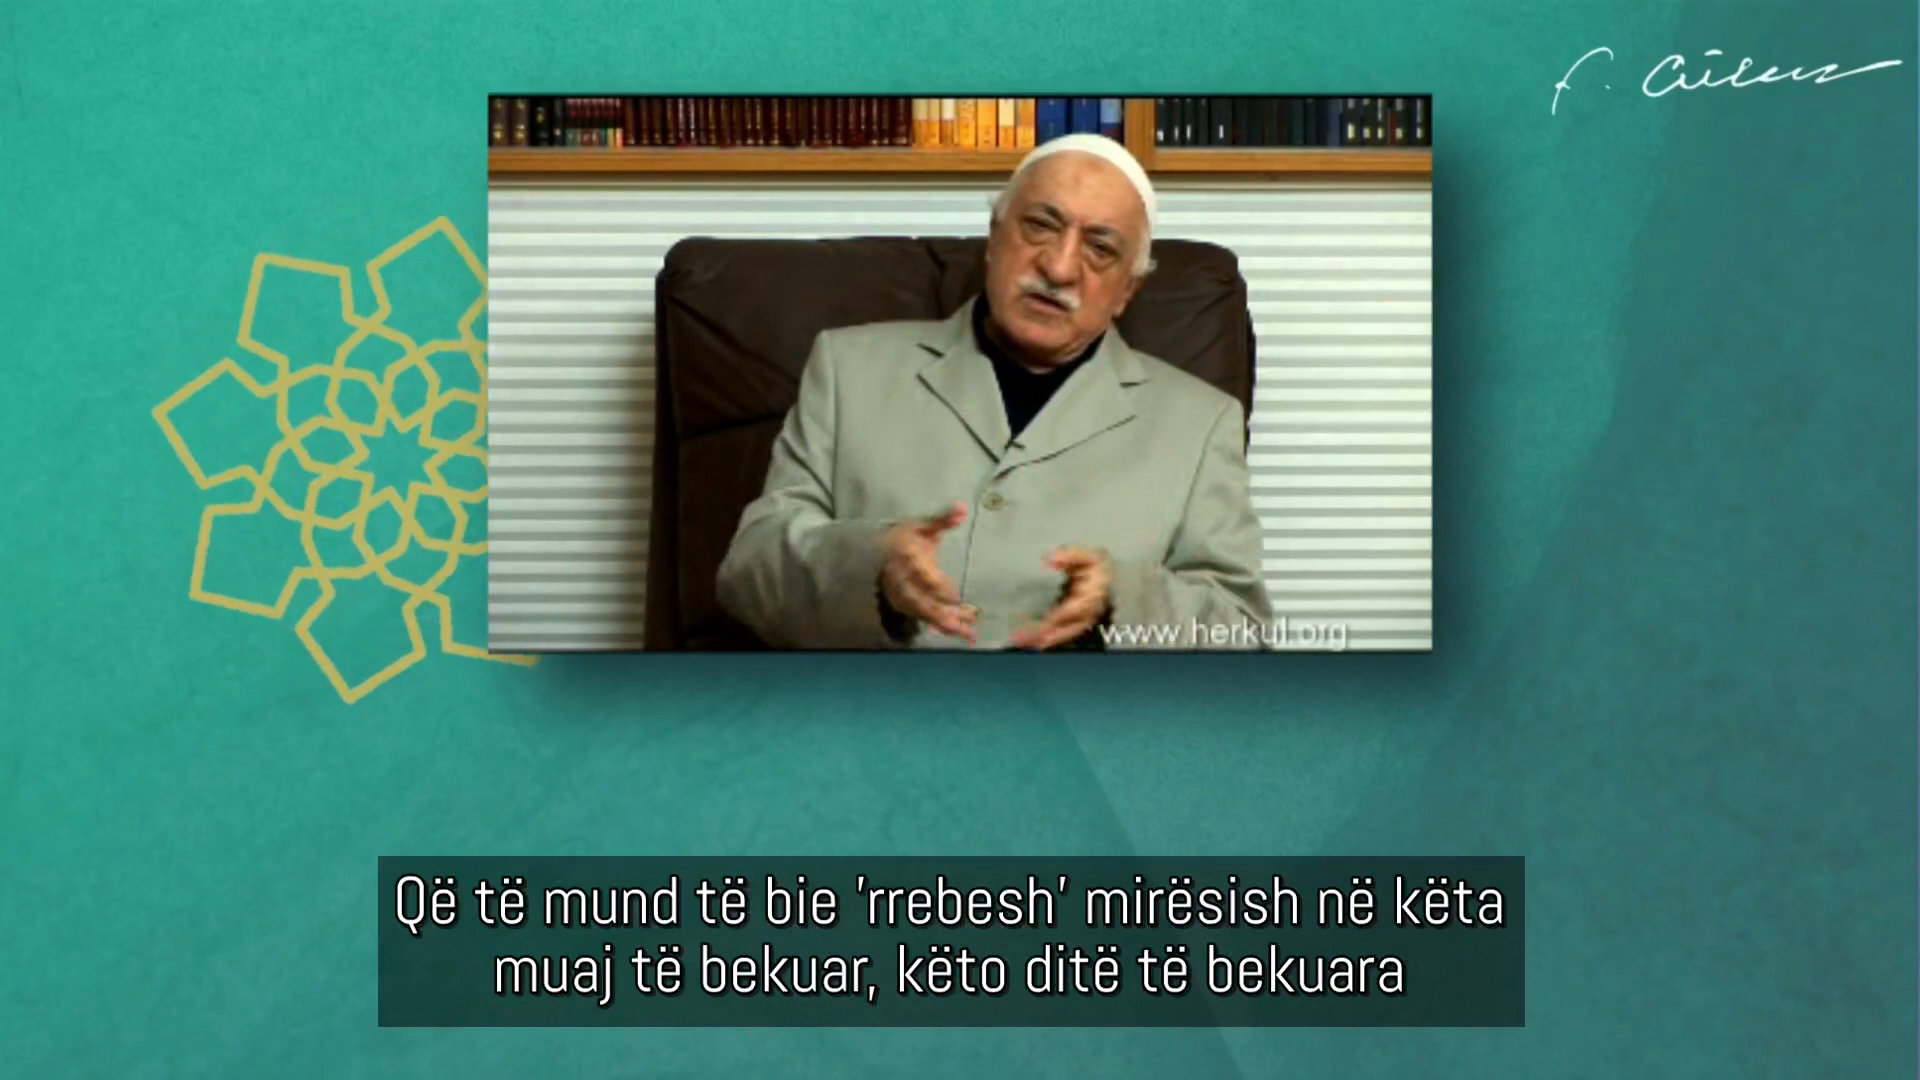 F. Gülen
www.herkul.org
Që të mund të bie 'rrebesh' mirësish në këta
muaj të bekuar, këto ditë të bekuara